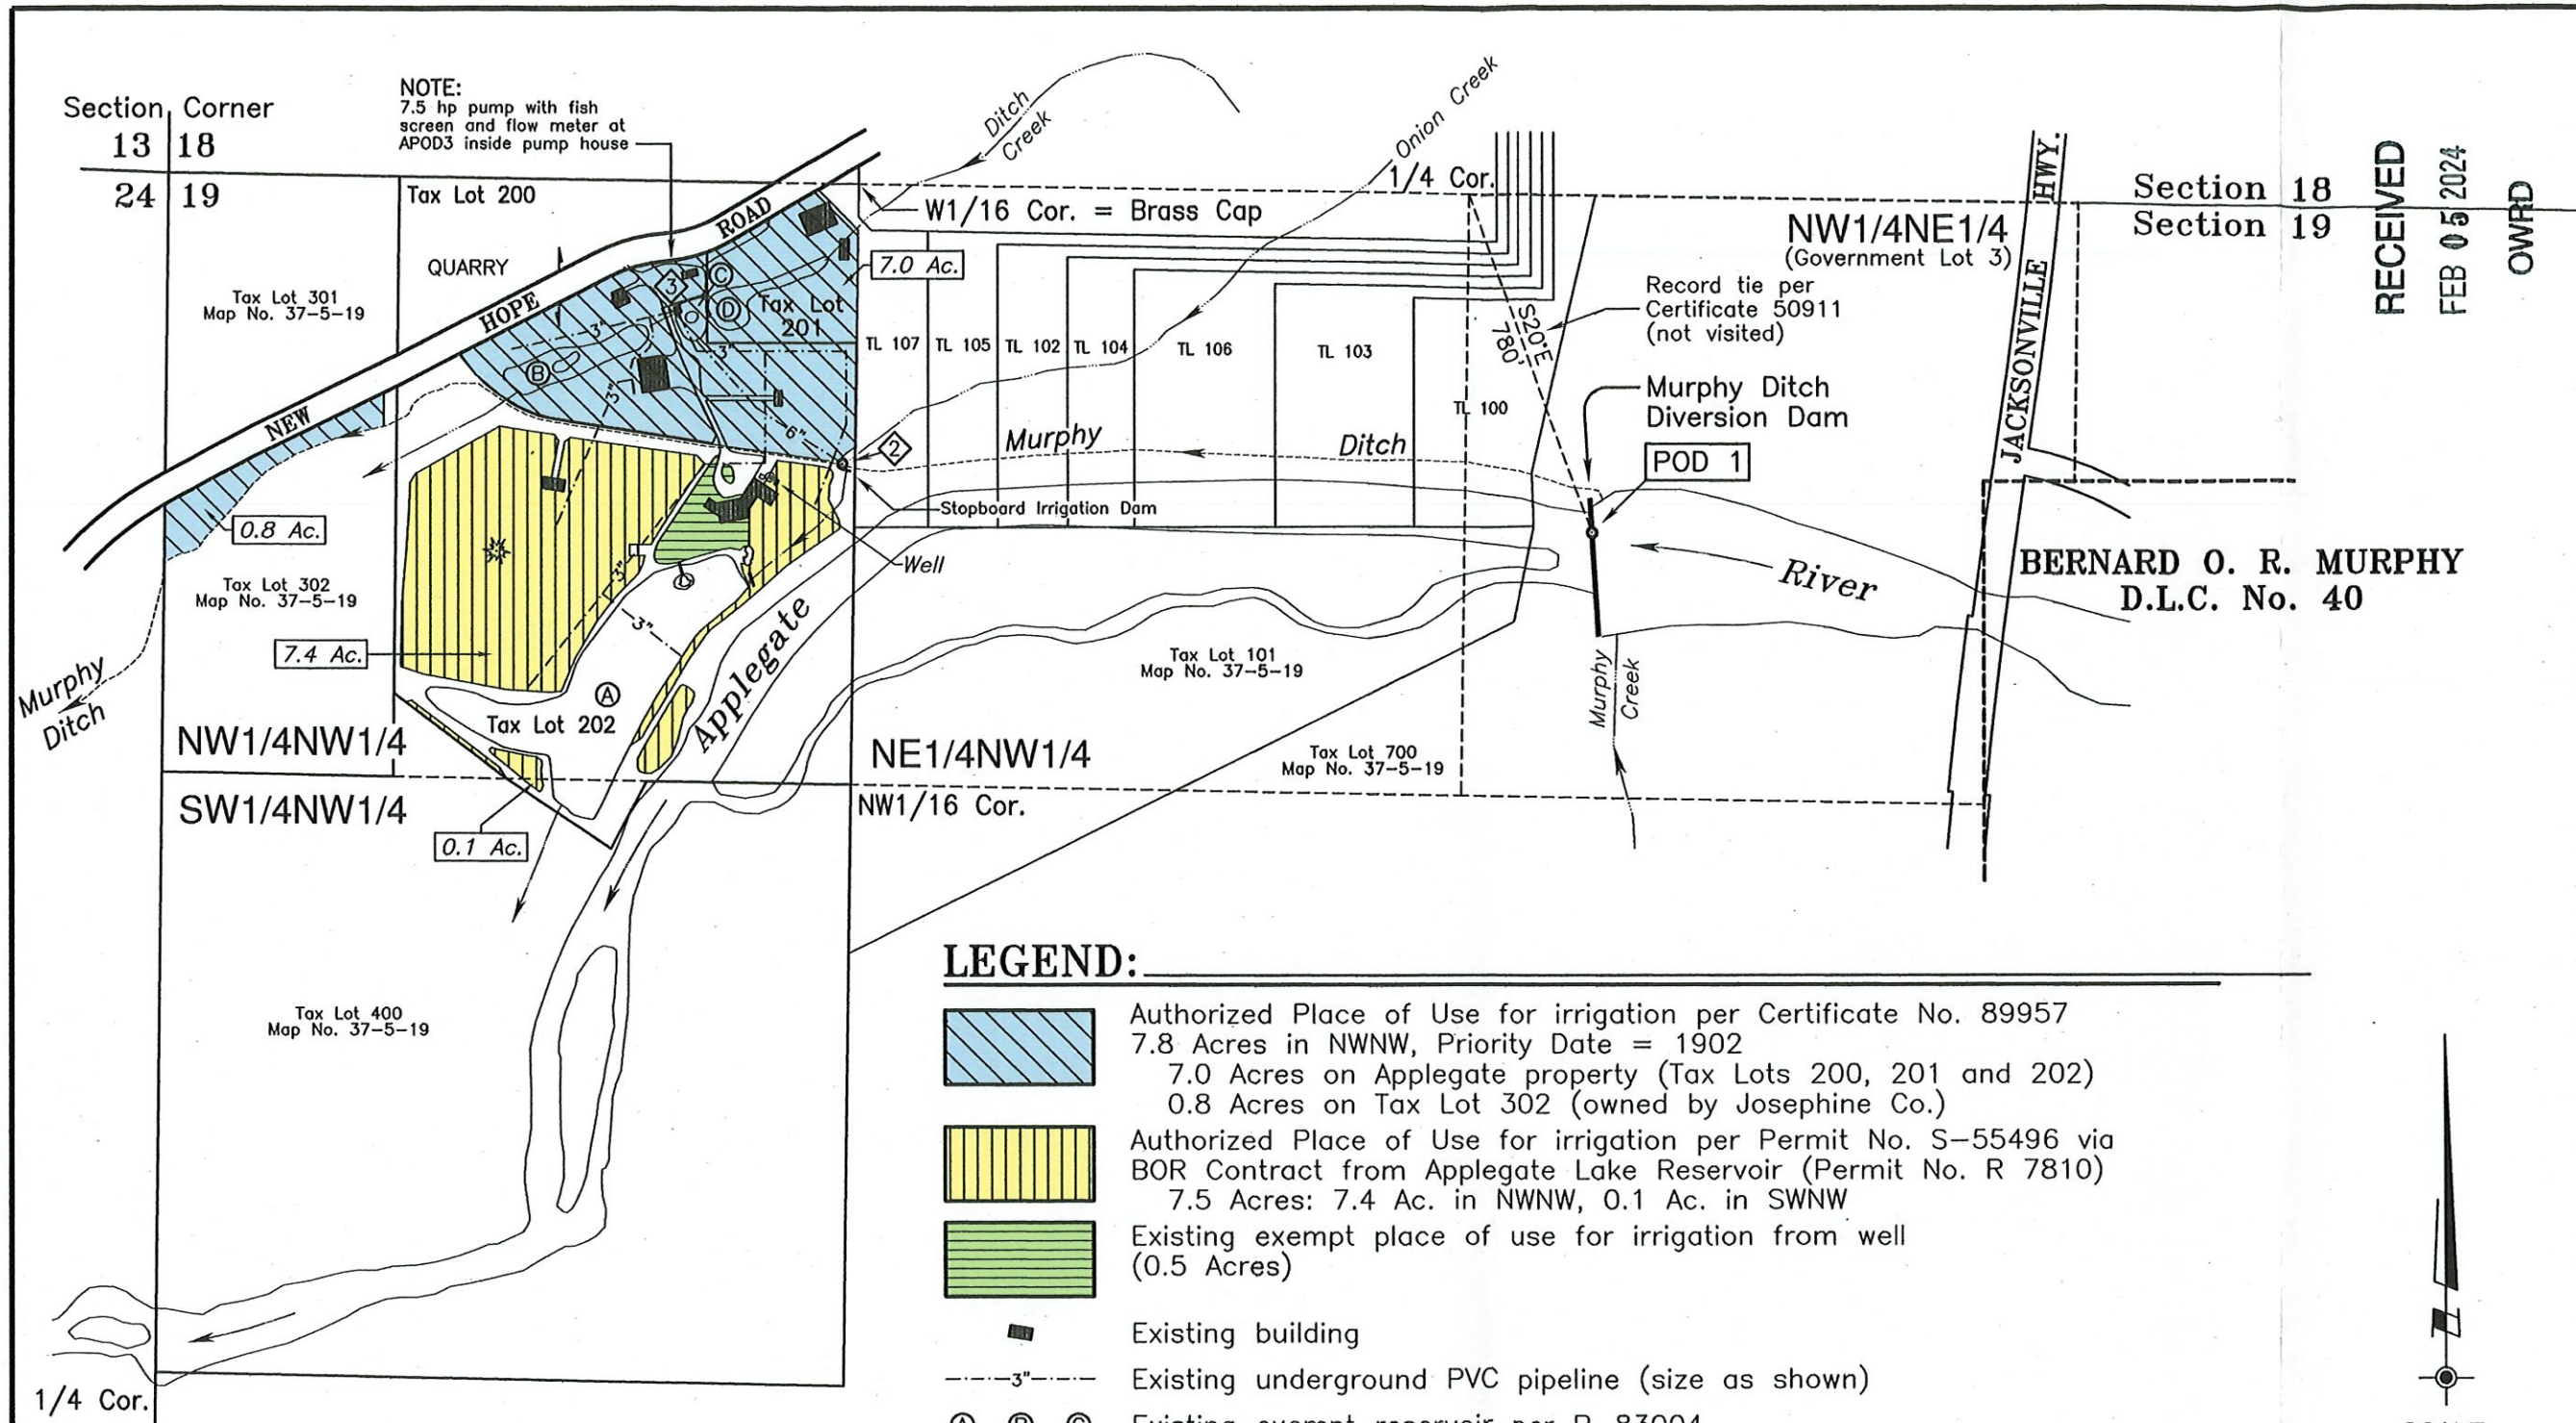 Section Corner
13 18
24 19
NOTE:
7.5 hp pump with fish
screen and flow meter at
APOD3 inside pump house
Ditch
Creek
Onion Creek
1/4 Cor.
W1/16 Cor. = Brass Cap
NW1/4NE1/4
(Government Lot 3)
JACKSONVILLE HWY.
Section 18
Section 19
RECEIVED
FEB 05 2024
OWRD
Tax Lot 200
QUARRY
Tax Lot 301
Map No. 37-5-19
NEW HOPE ROAD
7.0 Ac.
3
C
D
Tax Lot
201
B
3"
3"
3"
6"
2
TL 107
TL 105
TL 102
TL 104
TL 106
TL 103
TL 100
S20°E
780'
Record tie per
Certificate 50911
(not visited)
Murphy Ditch
Diversion Dam
POD 1
Murphy Ditch
Stopboard Irrigation Dam
Well
0.8 Ac.
Tax Lot 302
Map No. 37-5-19
7.4 Ac.
3"
3"
A
Tax Lot 202
Applegate
River
BERNARD O. R. MURPHY
D.L.C. No. 40
Tax Lot 101
Map No. 37-5-19
Murphy
Creek
Murphy
Ditch
NW1/4NW1/4
NE1/4NW1/4
Tax Lot 700
Map No. 37-5-19
SW1/4NW1/4
NW1/16 Cor.
0.1 Ac.
Tax Lot 400
Map No. 37-5-19
1/4 Cor.
LEGEND:
Authorized Place of Use for irrigation per Certificate No. 89957
7.8 Acres in NWNW, Priority Date = 1902
7.0 Acres on Applegate property (Tax Lots 200, 201 and 202)
0.8 Acres on Tax Lot 302 (owned by Josephine Co.)
Authorized Place of Use for irrigation per Permit No. S-55496 via
BOR Contract from Applegate Lake Reservoir (Permit No. R 7810)
7.5 Acres: 7.4 Ac. in NWNW, 0.1 Ac. in SWNW
Existing exempt place of use for irrigation from well
(0.5 Acres)
Existing building
3" Existing underground PVC pipeline (size as shown)
A B C Existing exempt reservoir per R-83004
N